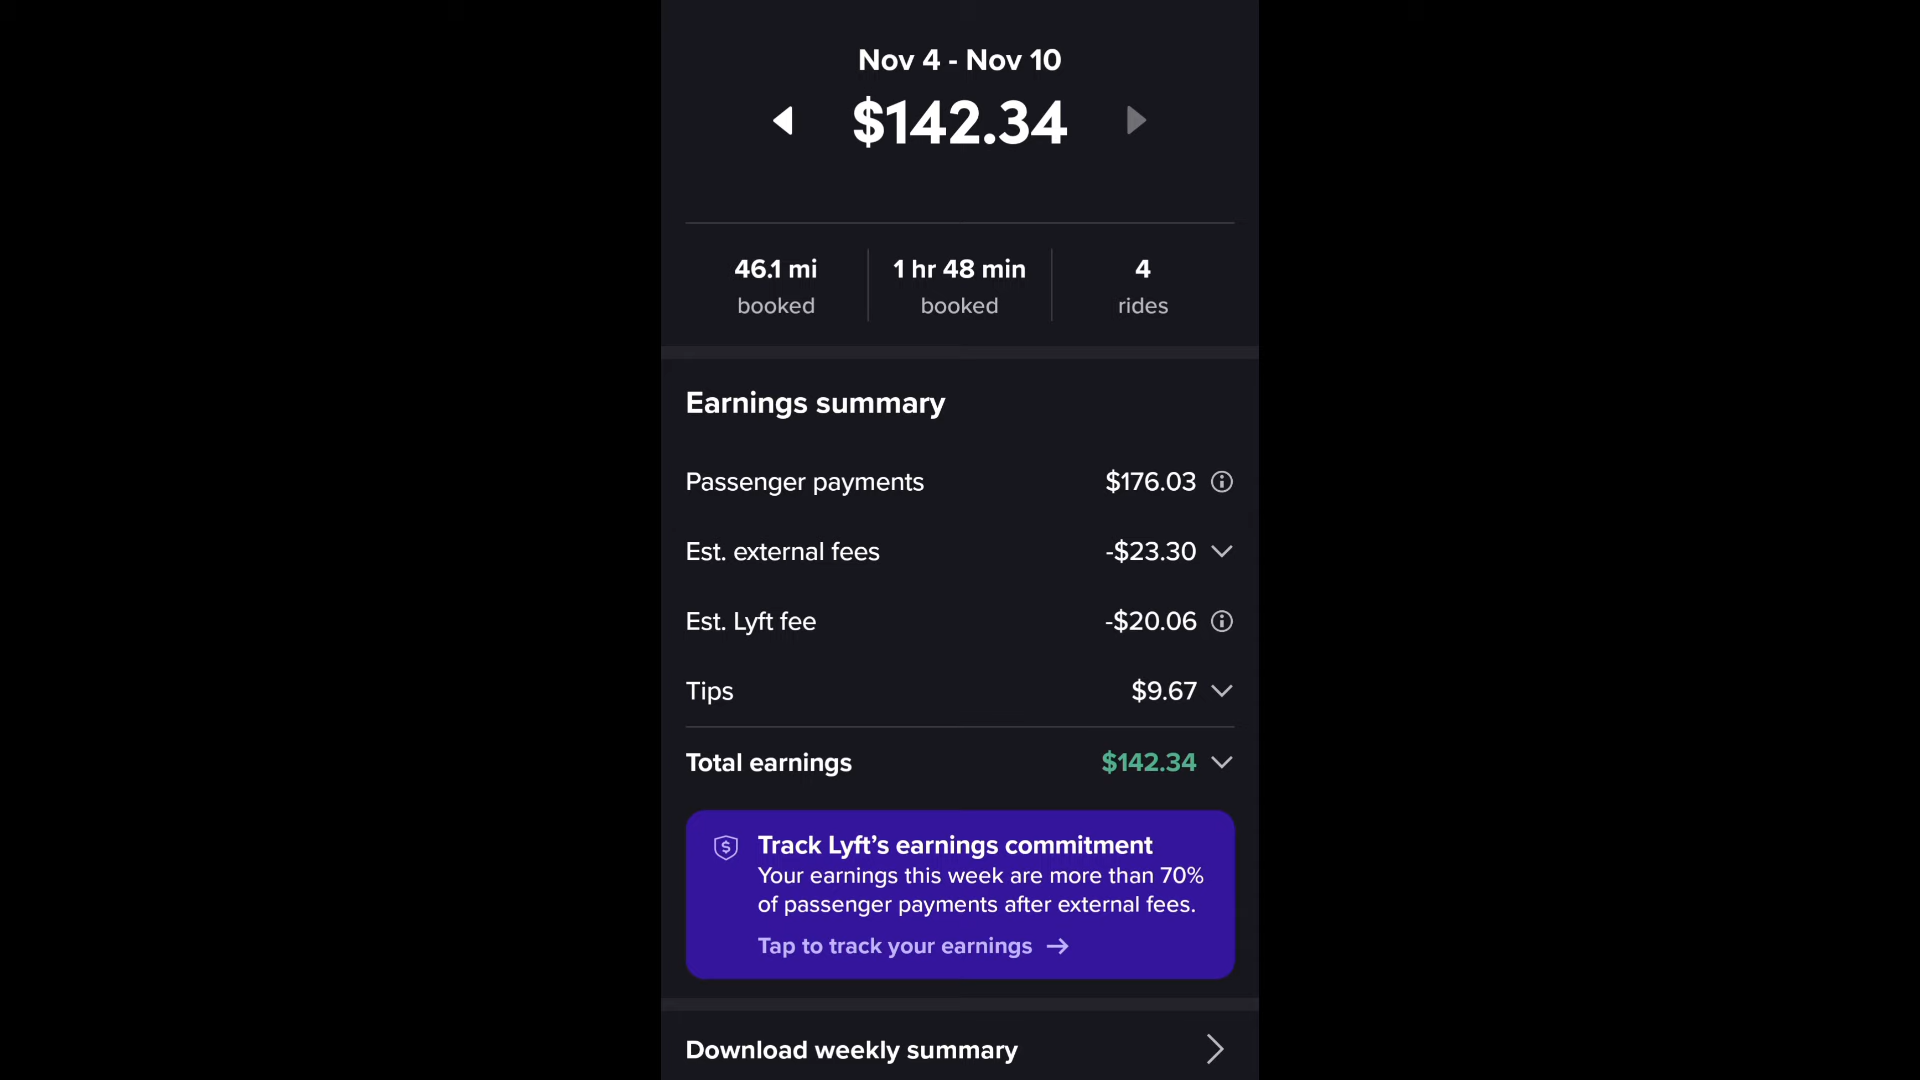 Nov 4 - Nov 10
$142.34
46.1 mi
booked
1 hr 48 min
booked
4
rides
Earnings summary
Passenger payments $176.03
Est. external fees -$23.30
Est. Lyft fee -$20.06
Tips $9.67
Total earnings $142.34
Track Lyft’s earnings commitment
Your earnings this week are more than 70%
of passenger payments after external fees.
Tap to track your earnings →
Download weekly summary